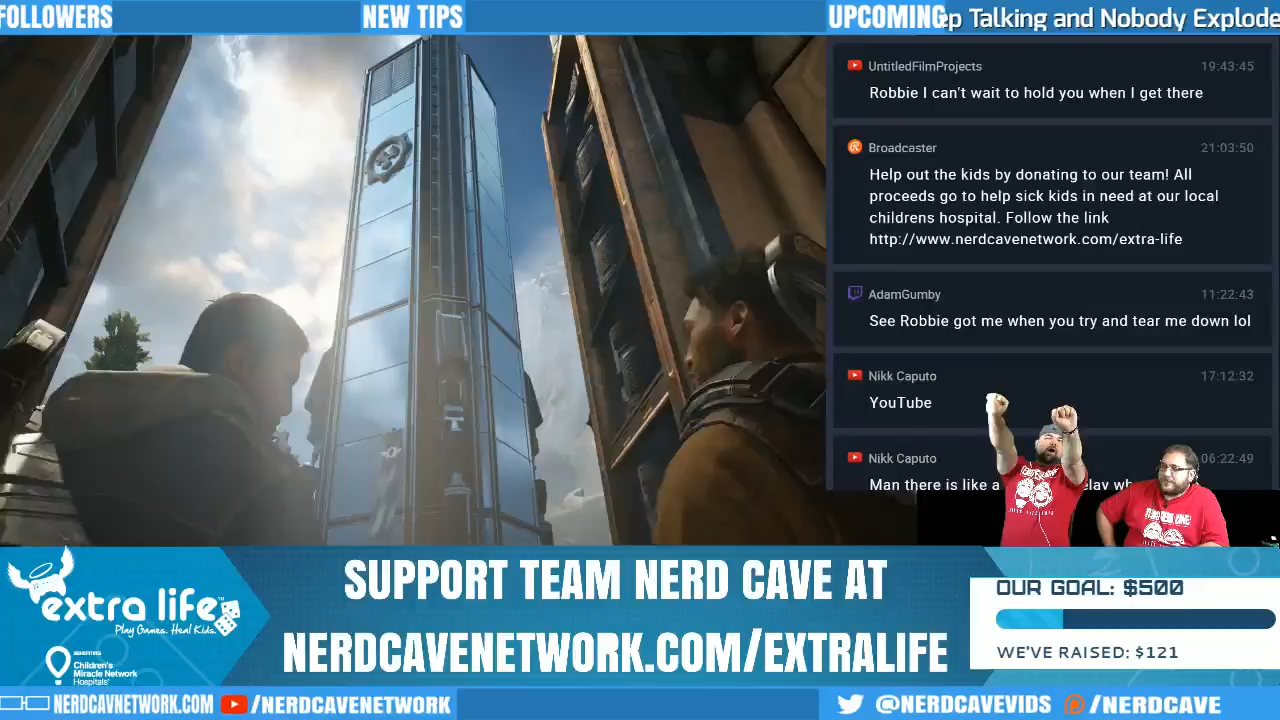 FOLLOWERS
NEW TIPS
UPCOMING
ep Talking and Nobody Explode
UntitledFilmProjects 19:43:45
Robbie I can't wait to hold you when I get there
Broadcaster 21:03:50
Help out the kids by donating to our team! All
proceeds go to help sick kids in need at our local
childrens hospital. Follow the link
http://www.nerdcavenetwork.com/extra-life
AdamGumby 11:22:43
See Robbie got me when you try and tear me down lol
Nikk Caputo 17:12:32
YouTube
Nikk Caputo 06:22:49
Man there is like a
extra life
Play Games. Heal Kids.
BENEFITING
Children's
Miracle Network
Hospitals
SUPPORT TEAM NERD CAVE AT
NERDCAVENETWORK.COM/EXTRALIFE
OUR GOAL: $500
WE'VE RAISED: $121
NERDCAVENETWORK.COM
/NERDCAVENETWORK
@NERDCAVEVIDS
/NERDCAVE